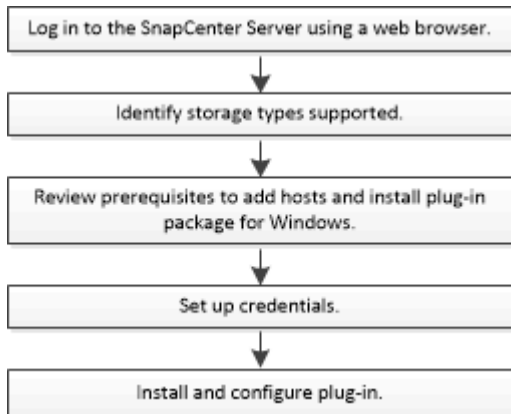 Log in to the SnapCenter Server using a web browser.
Identify storage types supported.
Review prerequisites to add hosts and install plug-in
package for Windows.
Set up credentials.
Install and configure plug-in.